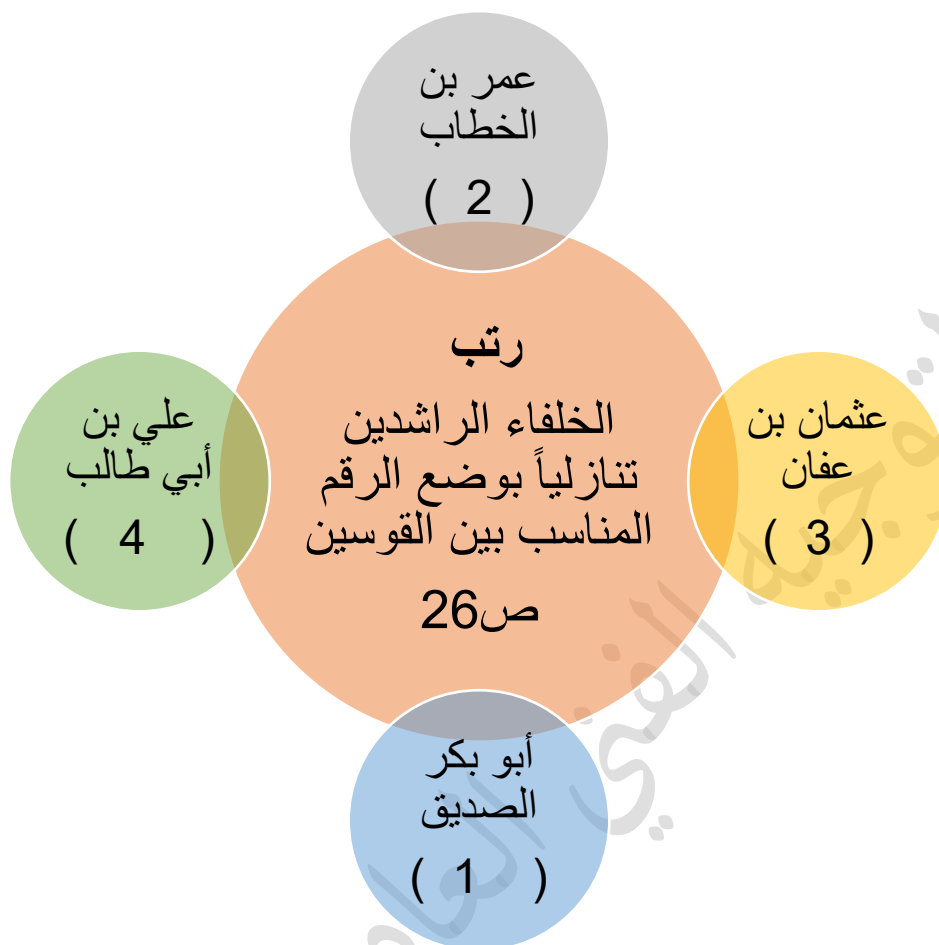 عمر بن
الخطاب
( 2 )
رتب
الخلفاء الراشدين
تنازلياً بوضع الرقم
المناسب بين القوسين
ص26
عثمان بن
عفان
( 3 )
علي بن
أبي طالب
( 4 )
أبو بكر
الصديق
( 1 )